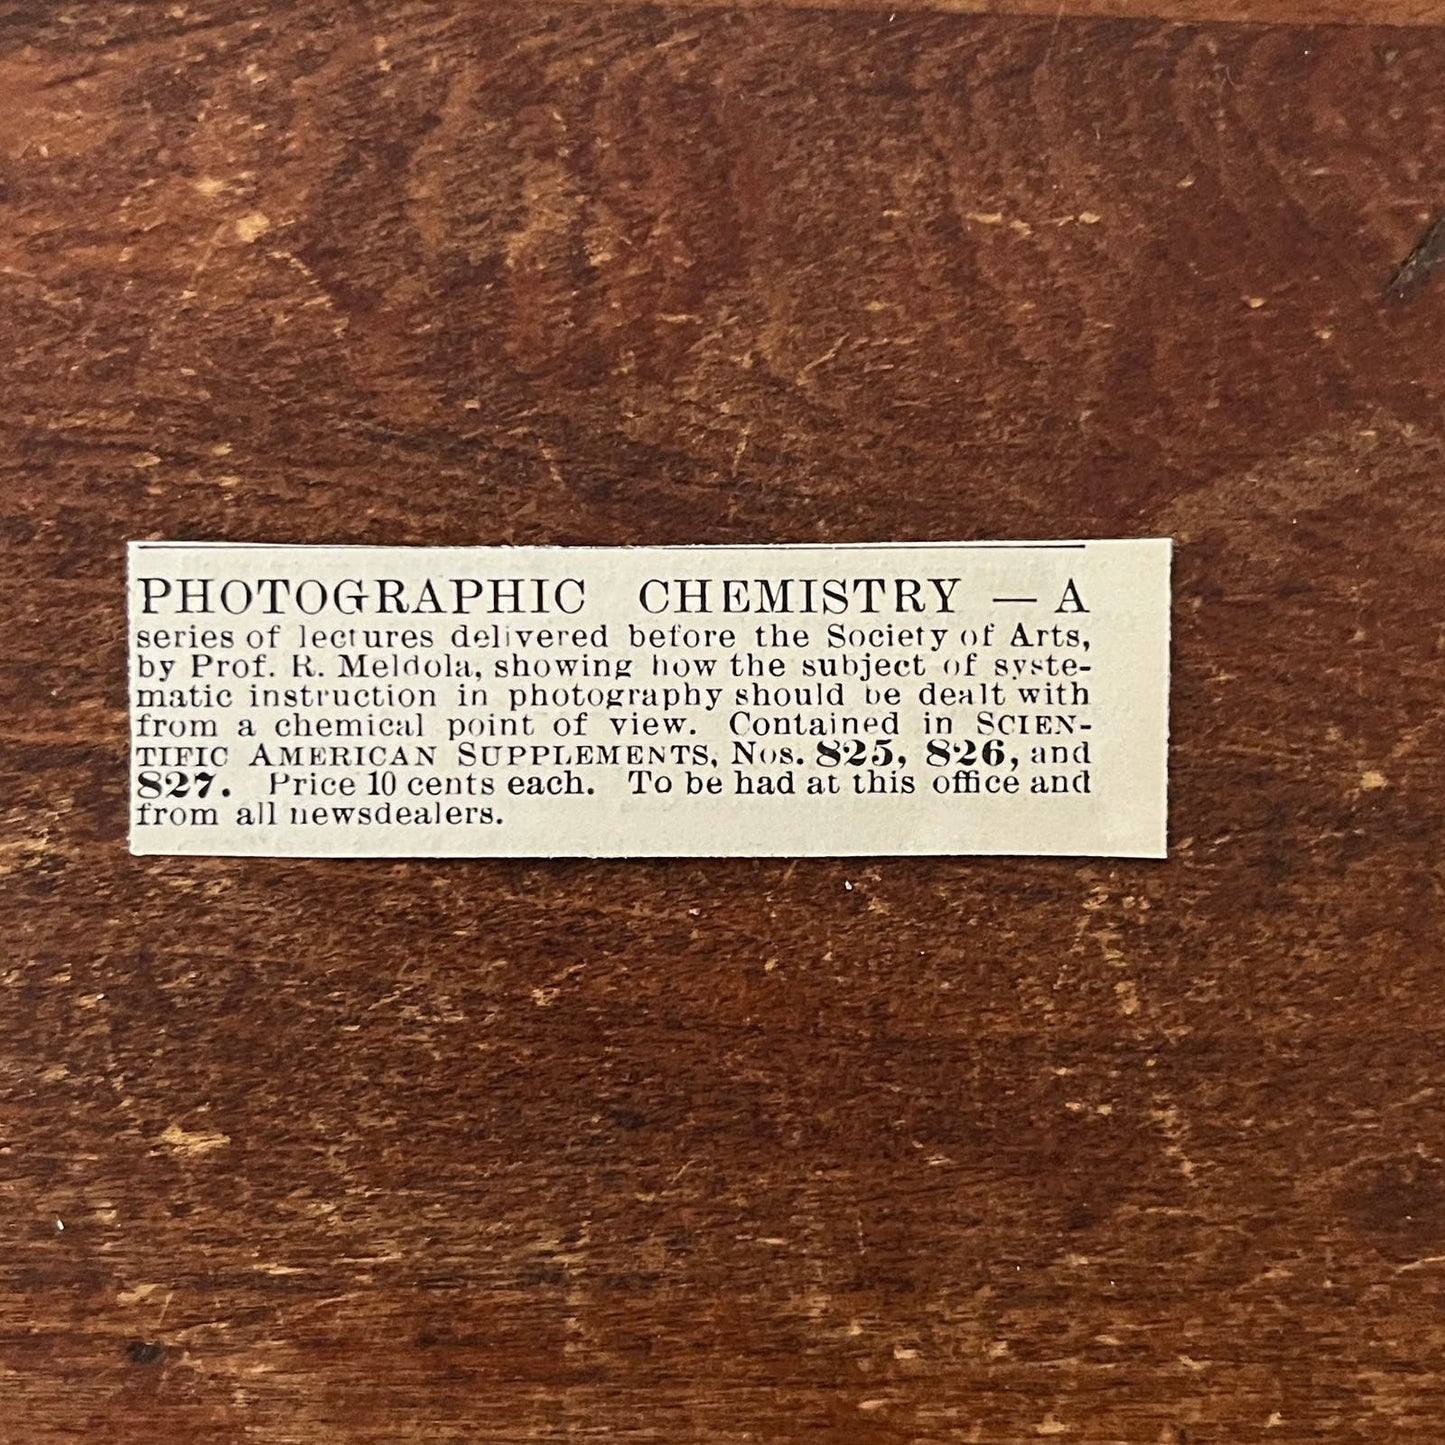 PHOTOGRAPHIC CHEMISTRY — A
series of lectures delivered before the Society of Arts,
by Prof. R. Meldola, showing how the subject of syste-
matic instruction in photography should be dealt with
from a chemical point of view. Contained in SCIEN-
TIFIC AMERICAN SUPPLEMENTS, Nos. 825, 826, and
827. Price 10 cents each. To be had at this office and
from all newsdealers.